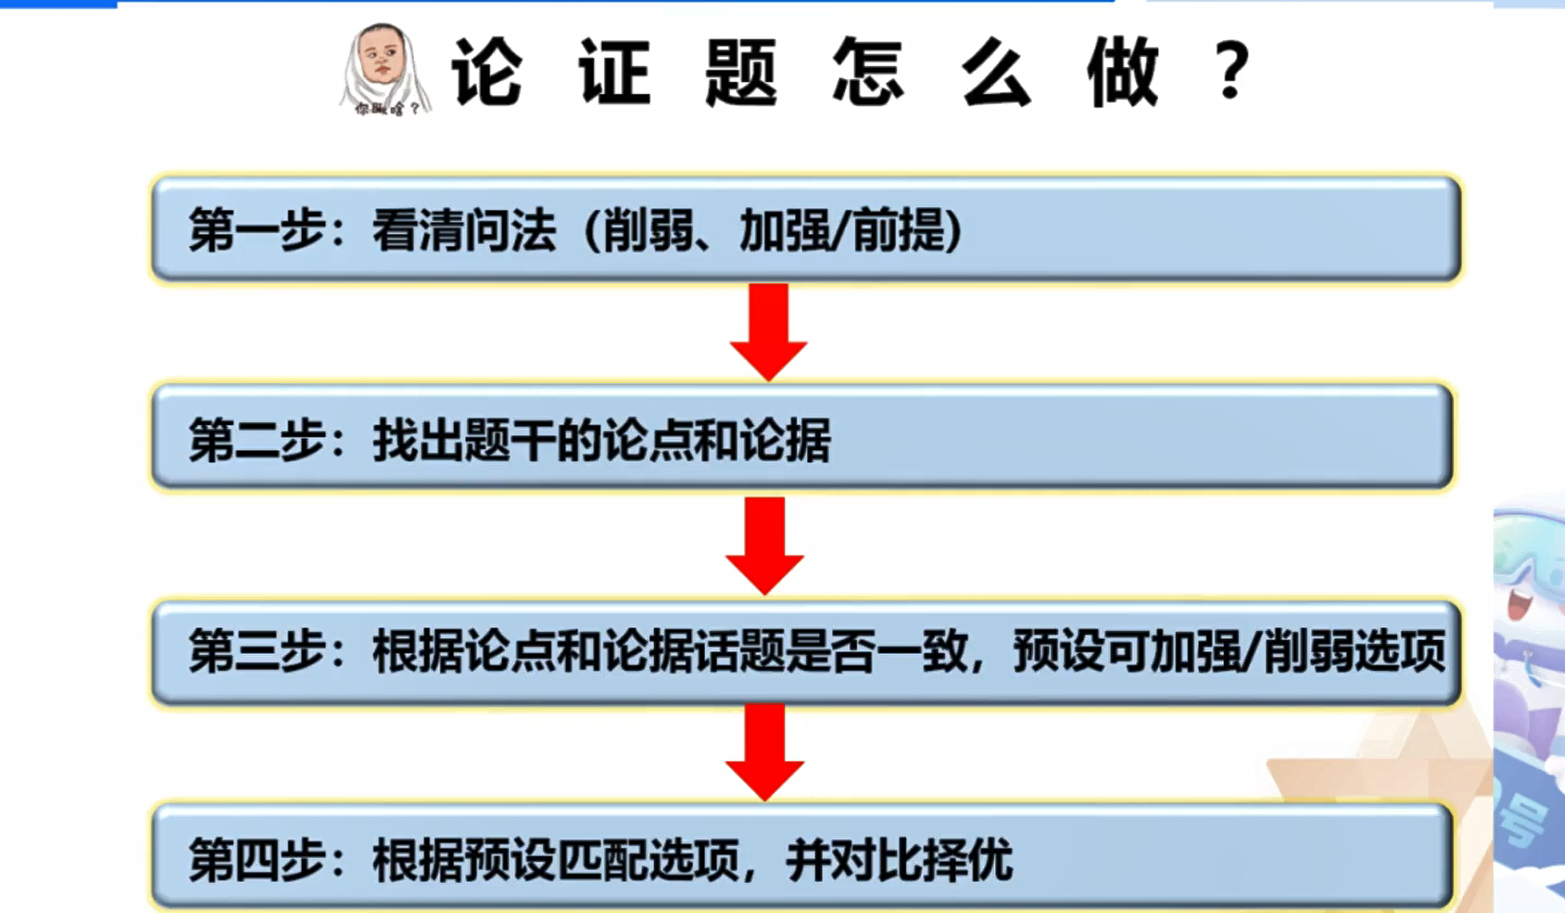 论证题怎么做？
你瞅啥？
第一步：看清问法（削弱、加强/前提）
第二步：找出题干的论点和论据
第三步：根据论点和论据话题是否一致，预设可加强/削弱选项
第四步：根据预设匹配选项，并对比择优
号